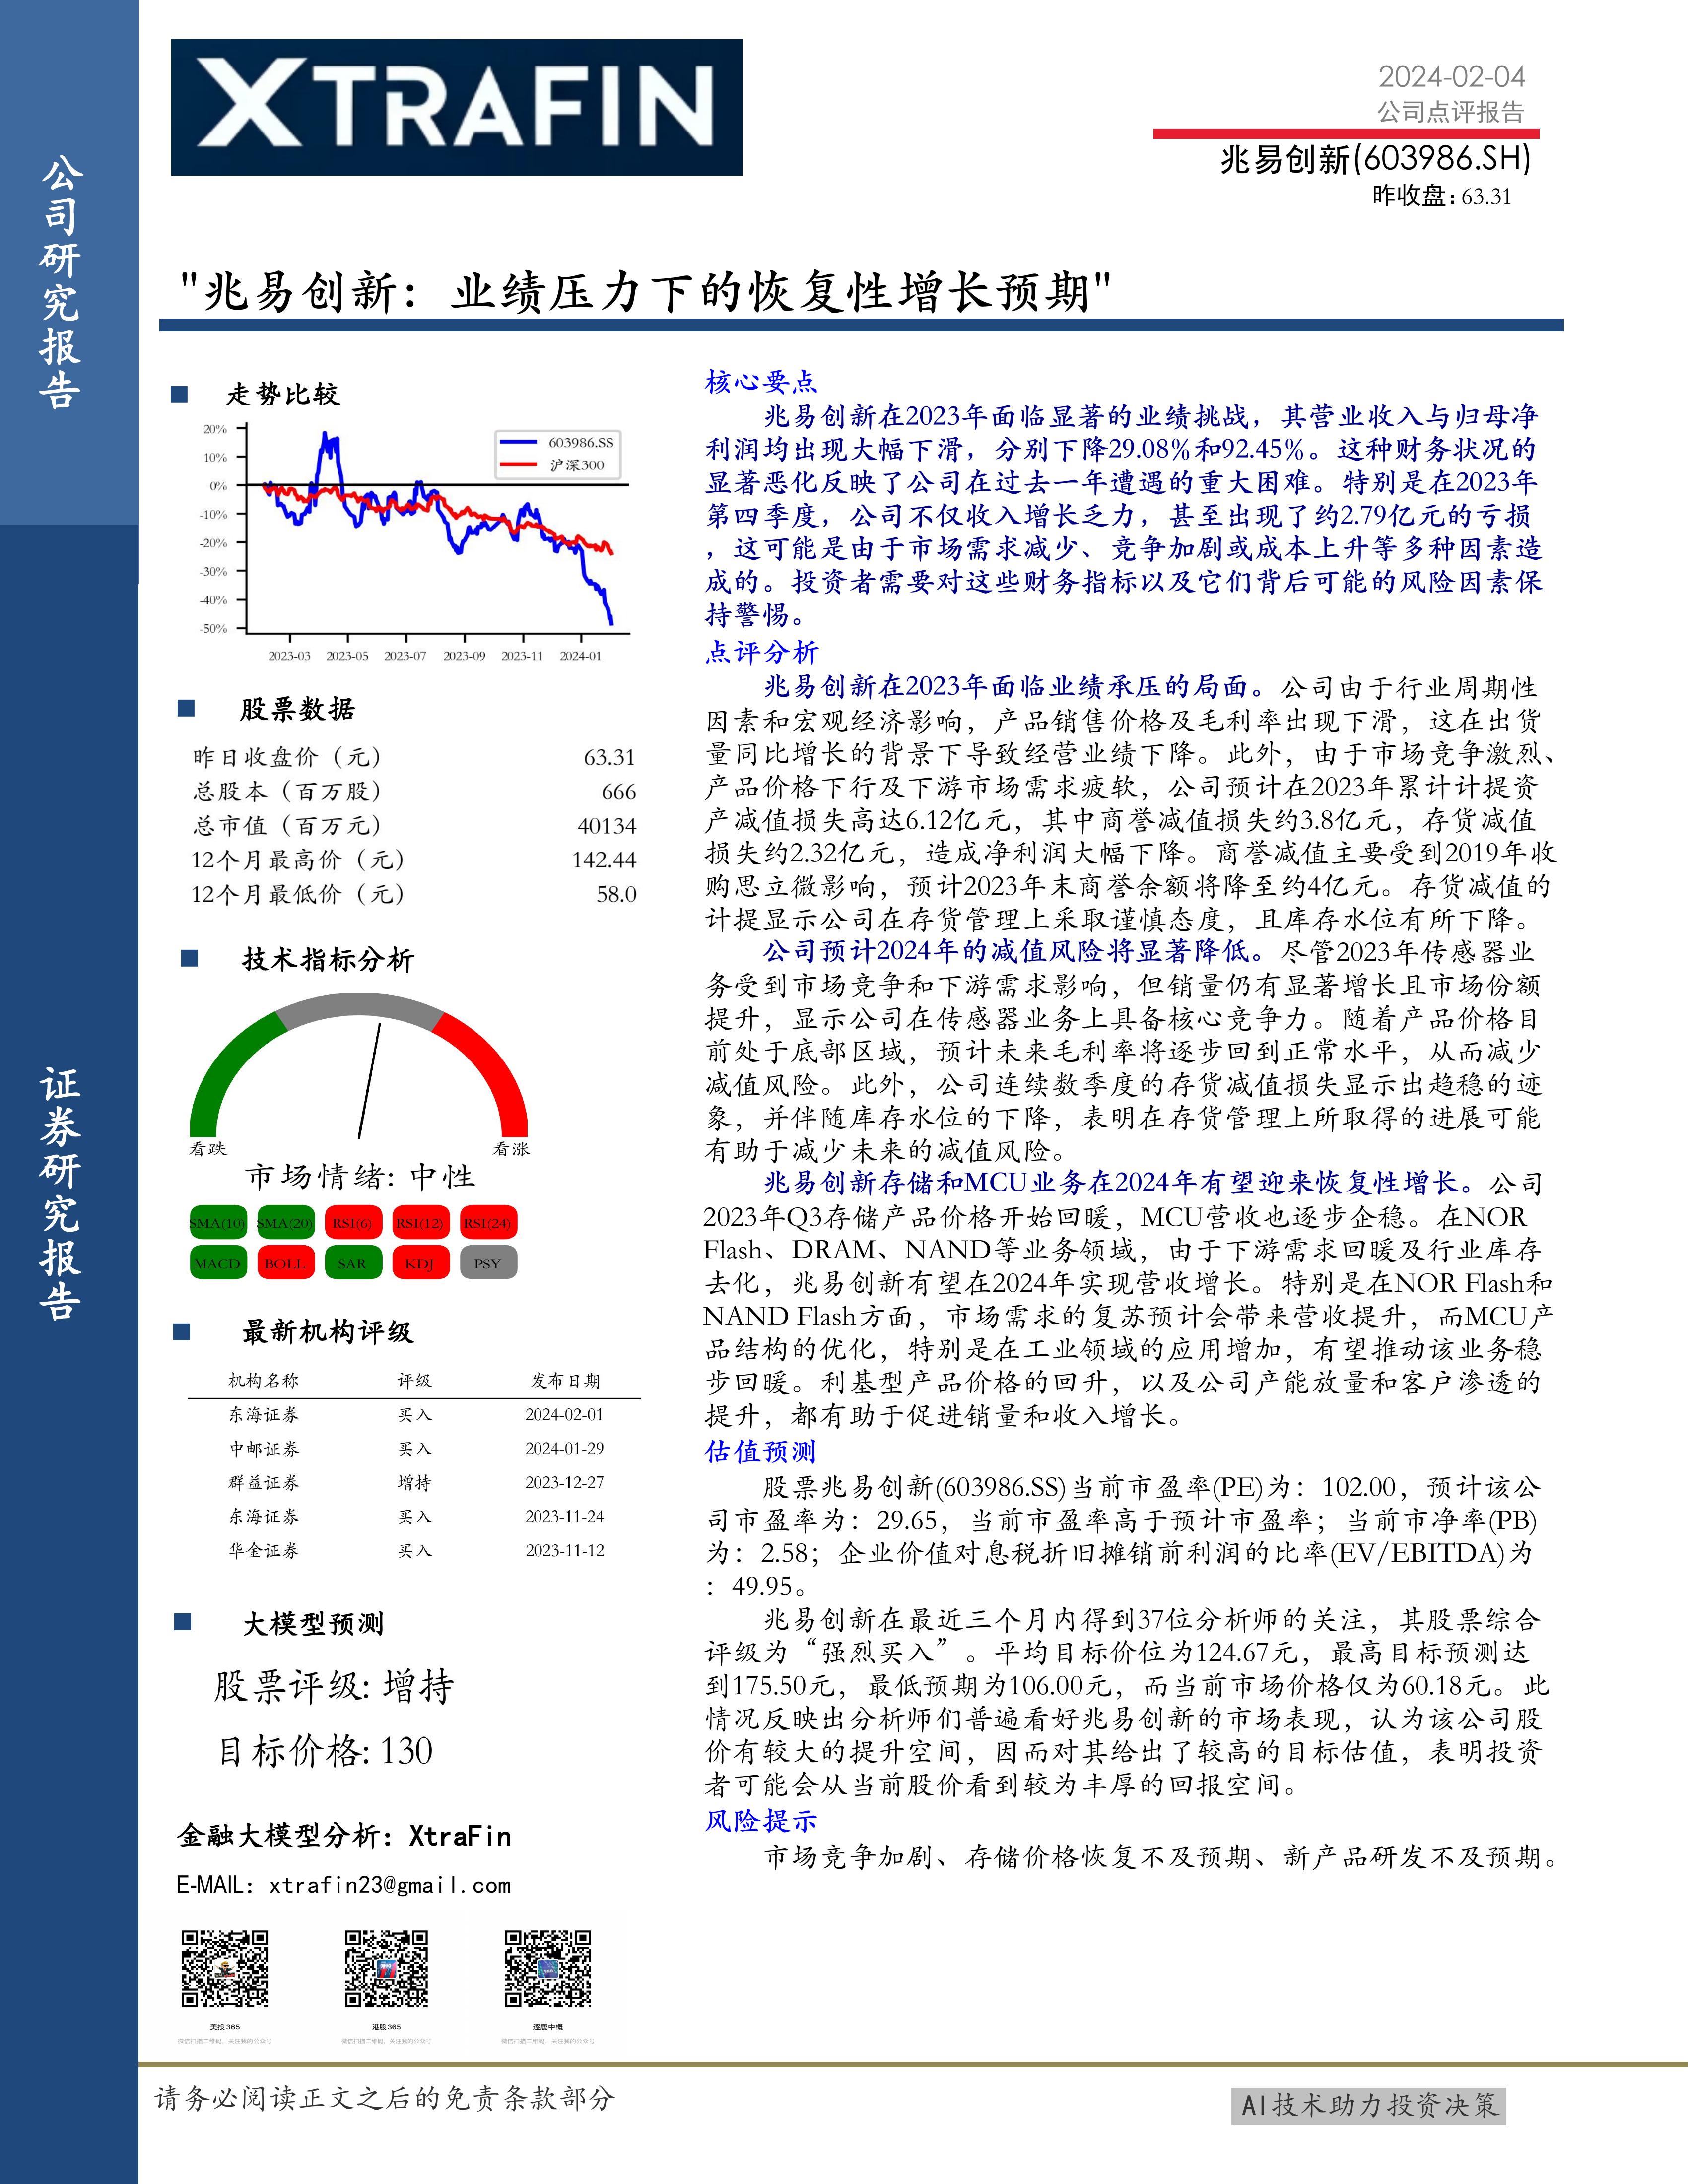 公司研究报告
证券研究报告
XTRAFIN
2024-02-04
公司点评报告
兆易创新(603986.SH)
昨收盘: 63.31
"兆易创新：业绩压力下的恢复性增长预期"
走势比较
20%
10%
0%
-10%
-20%
-30%
-40%
-50%
603986.SS
沪深300
2023-03 2023-05 2023-07 2023-09 2023-11 2024-01
股票数据
昨日收盘价（元） 63.31
总股本（百万股） 666
总市值（百万元） 40134
12个月最高价（元） 142.44
12个月最低价（元） 58.0
技术指标分析
看跌 看涨
市场情绪: 中性
SMA(10) SMA(20) RSI(6) RSI(12) RSI(24)
MACD BOLL SAR KDJ PSY
最新机构评级
机构名称 评级 发布日期
东海证券 买入 2024-02-01
中邮证券 买入 2024-01-29
群益证券 增持 2023-12-27
东海证券 买入 2023-11-24
华金证券 买入 2023-11-12
大模型预测
股票评级: 增持
目标价格: 130
金融大模型分析：XtraFin
E-MAIL：xtrafin23@gmail.com
美投365 港股365 逐鹿中概
微信扫描二维码，关注我的公众号 微信扫描二维码，关注我的公众号 微信扫描二维码，关注我的公众号
核心要点
兆易创新在2023年面临显著的业绩挑战，其营业收入与归母净
利润均出现大幅下滑，分别下降29.08%和92.45%。这种财务状况的
显著恶化反映了公司在过去一年遭遇的重大困难。特别是在2023年
第四季度，公司不仅收入增长乏力，甚至出现了约2.79亿元的亏损
，这可能是由于市场需求减少、竞争加剧或成本上升等多种因素造
成的。投资者需要对这些财务指标以及它们背后可能的风险因素保
持警惕。
点评分析
兆易创新在2023年面临业绩承压的局面。公司由于行业周期性
因素和宏观经济影响，产品销售价格及毛利率出现下滑，这在出货
量同比增长的背景下导致经营业绩下降。此外，由于市场竞争激烈、
产品价格下行及下游市场需求疲软，公司预计在2023年累计计提资
产减值损失高达6.12亿元，其中商誉减值损失约3.8亿元，存货减值
损失约2.32亿元，造成净利润大幅下降。商誉减值主要受到2019年收
购思立微影响，预计2023年末商誉余额将降至约4亿元。存货减值的
计提显示公司在存货管理上采取谨慎态度，且库存水位有所下降。
公司预计2024年的减值风险将显著降低。尽管2023年传感器业
务受到市场竞争和下游需求影响，但销量仍有显著增长且市场份额
提升，显示公司在传感器业务上具备核心竞争力。随着产品价格目
前处于底部区域，预计未来毛利率将逐步回到正常水平，从而减少
减值风险。此外，公司连续数季度的存货减值损失显示出趋稳的迹
象，并伴随库存水位的下降，表明在存货管理上所取得的进展可能
有助于减少未来的减值风险。
兆易创新存储和MCU业务在2024年有望迎来恢复性增长。公司
2023年Q3存储产品价格开始回暖，MCU营收也逐步企稳。在NOR
Flash、DRAM、NAND等业务领域，由于下游需求回暖及行业库存
去化，兆易创新有望在2024年实现营收增长。特别是在NOR Flash和
NAND Flash方面，市场需求的复苏预计会带来营收提升，而MCU产
品结构的优化，特别是在工业领域的应用增加，有望推动该业务稳
步回暖。利基型产品价格的回升，以及公司产能放量和客户渗透的
提升，都有助于促进销量和收入增长。
估值预测
股票兆易创新(603986.SS)当前市盈率(PE)为：102.00，预计该公
司市盈率为：29.65，当前市盈率高于预计市盈率；当前市净率(PB)
为：2.58；企业价值对息税折旧摊销前利润的比率(EV/EBITDA)为
：49.95。
兆易创新在最近三个月内得到37位分析师的关注，其股票综合
评级为“强烈买入”。平均目标价位为124.67元，最高目标预测达
到175.50元，最低预期为106.00元，而当前市场价格仅为60.18元。此
情况反映出分析师们普遍看好兆易创新的市场表现，认为该公司股
价有较大的提升空间，因而对其给出了较高的目标估值，表明投资
者可能会从当前股价看到较为丰厚的回报空间。
风险提示
市场竞争加剧、存储价格恢复不及预期、新产品研发不及预期。
请务必阅读正文之后的免责条款部分
AI技术助力投资决策